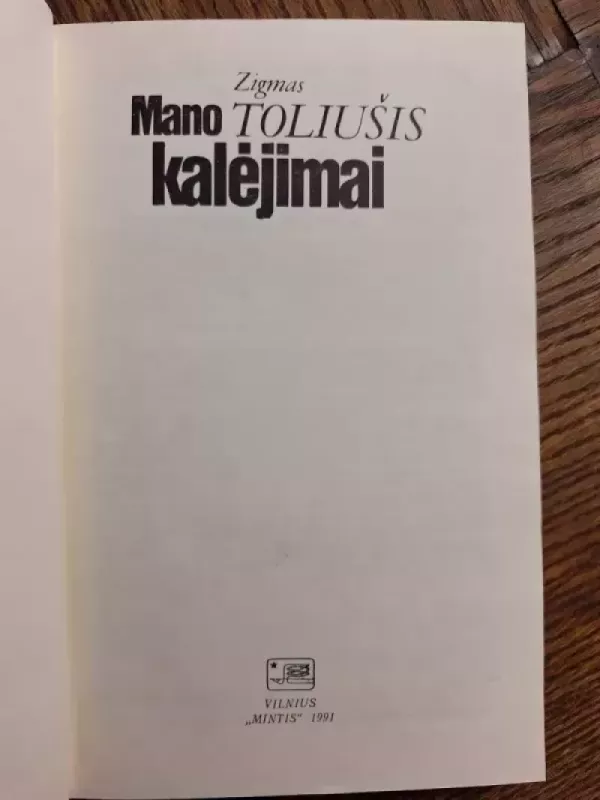 Zigmas
Mano TOLIUŠIS
kalėjimai
VILNIUS
„MINTIS“ 1991